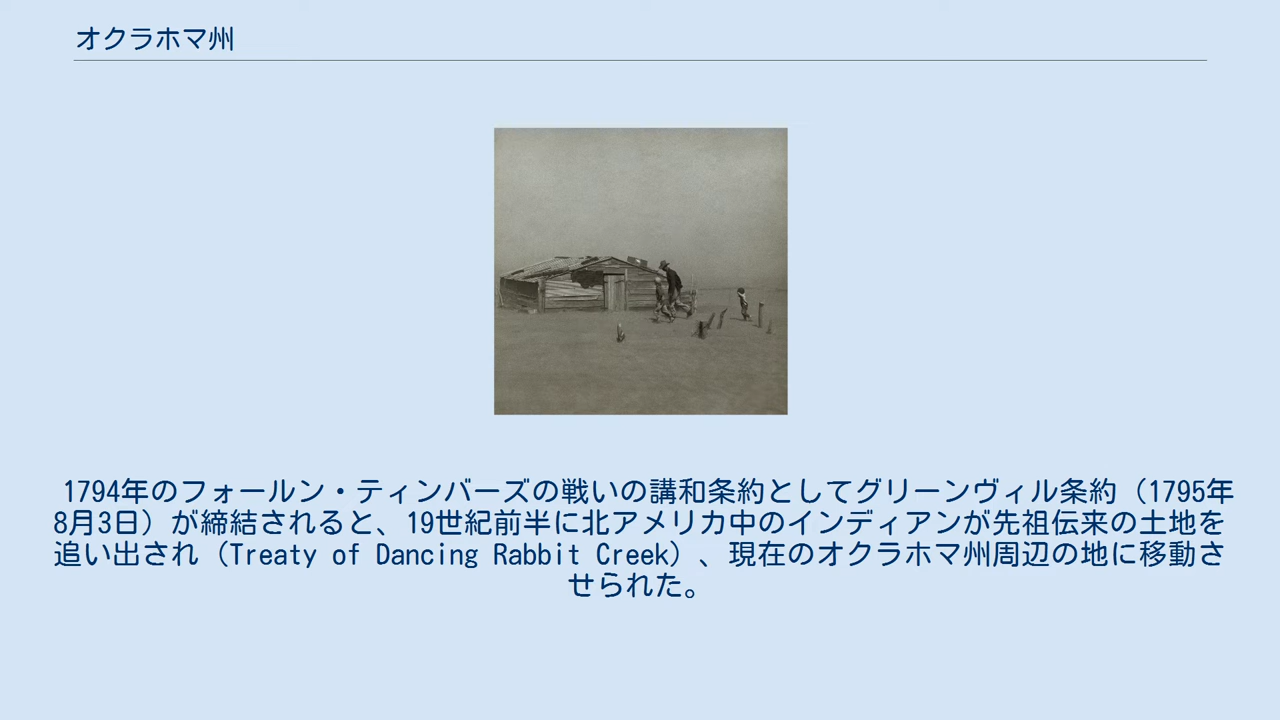 オクラホマ州
1794年のフォールン・ティンバーズの戦いの講和条約としてグリーンヴィル条約（1795年
8月3日）が締結されると、19世紀前半に北アメリカ中のインディアンが先祖伝来の土地を
追い出され（Treaty of Dancing Rabbit Creek）、現在のオクラホマ州周辺の地に移動さ
せられた。